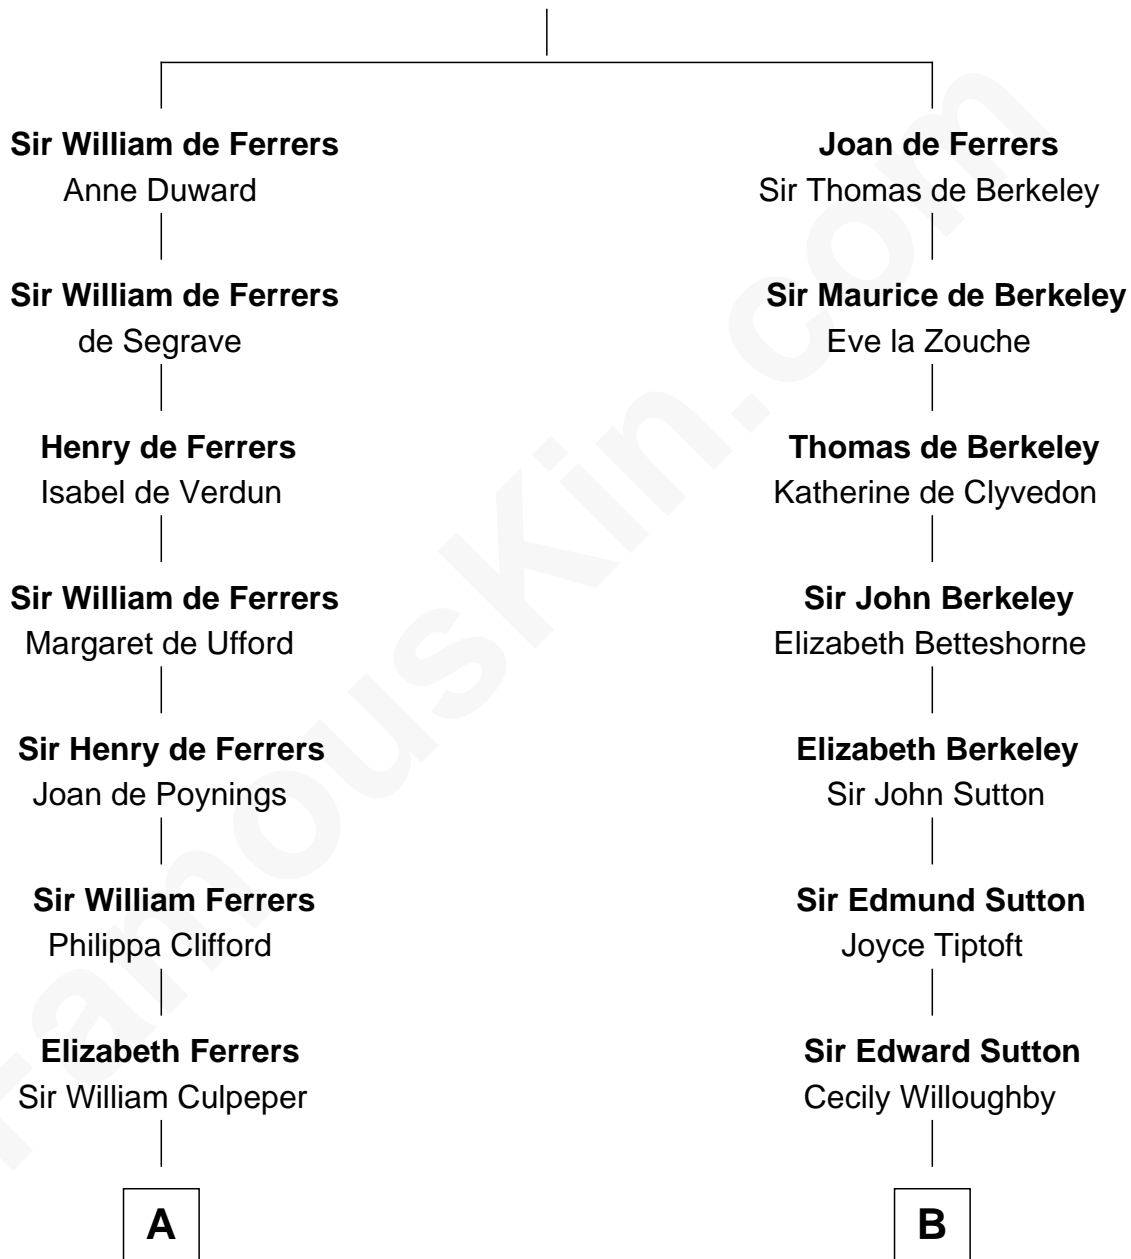 Sir William de Ferrers
Anne Duward
Sir William de Ferrers
de Segrave
Henry de Ferrers
Isabel de Verdun
Sir William de Ferrers
Margaret de Ufford
Sir Henry de Ferrers
Joan de Poynings
Sir William Ferrers
Philippa Clifford
Elizabeth Ferrers
Sir William Culpeper
A
Joan de Ferrers
Sir Thomas de Berkeley
Sir Maurice de Berkeley
Eve la Zouche
Thomas de Berkeley
Katherine de Clyvedon
Sir John Berkeley
Elizabeth Betteshorne
Elizabeth Berkeley
Sir John Sutton
Sir Edmund Sutton
Joyce Tiptoft
Sir Edward Sutton
Cecily Willoughby
B
FamousKin.com